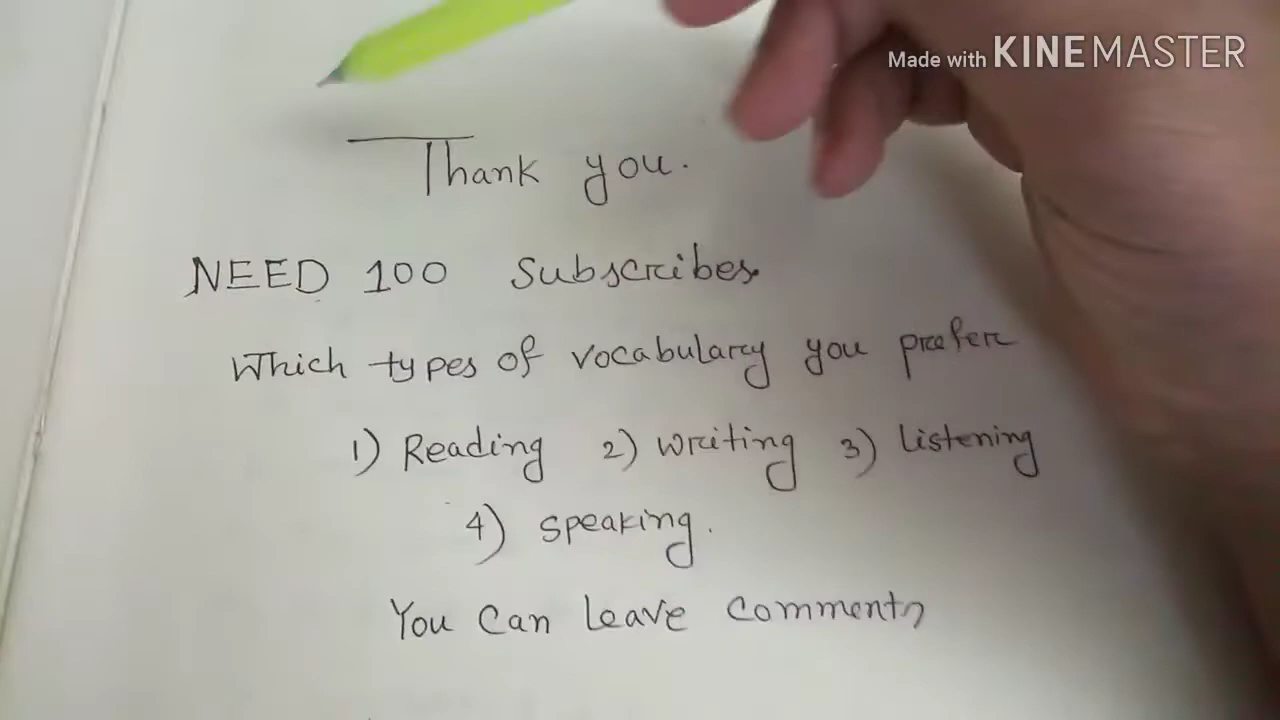 Made with KINEMASTER
Thank you.
NEED 100 Subscribes.
Which types of vocabulary you prefer
1) Reading 2) writing 3) Listening
4) speaking.
You Can Leave comments